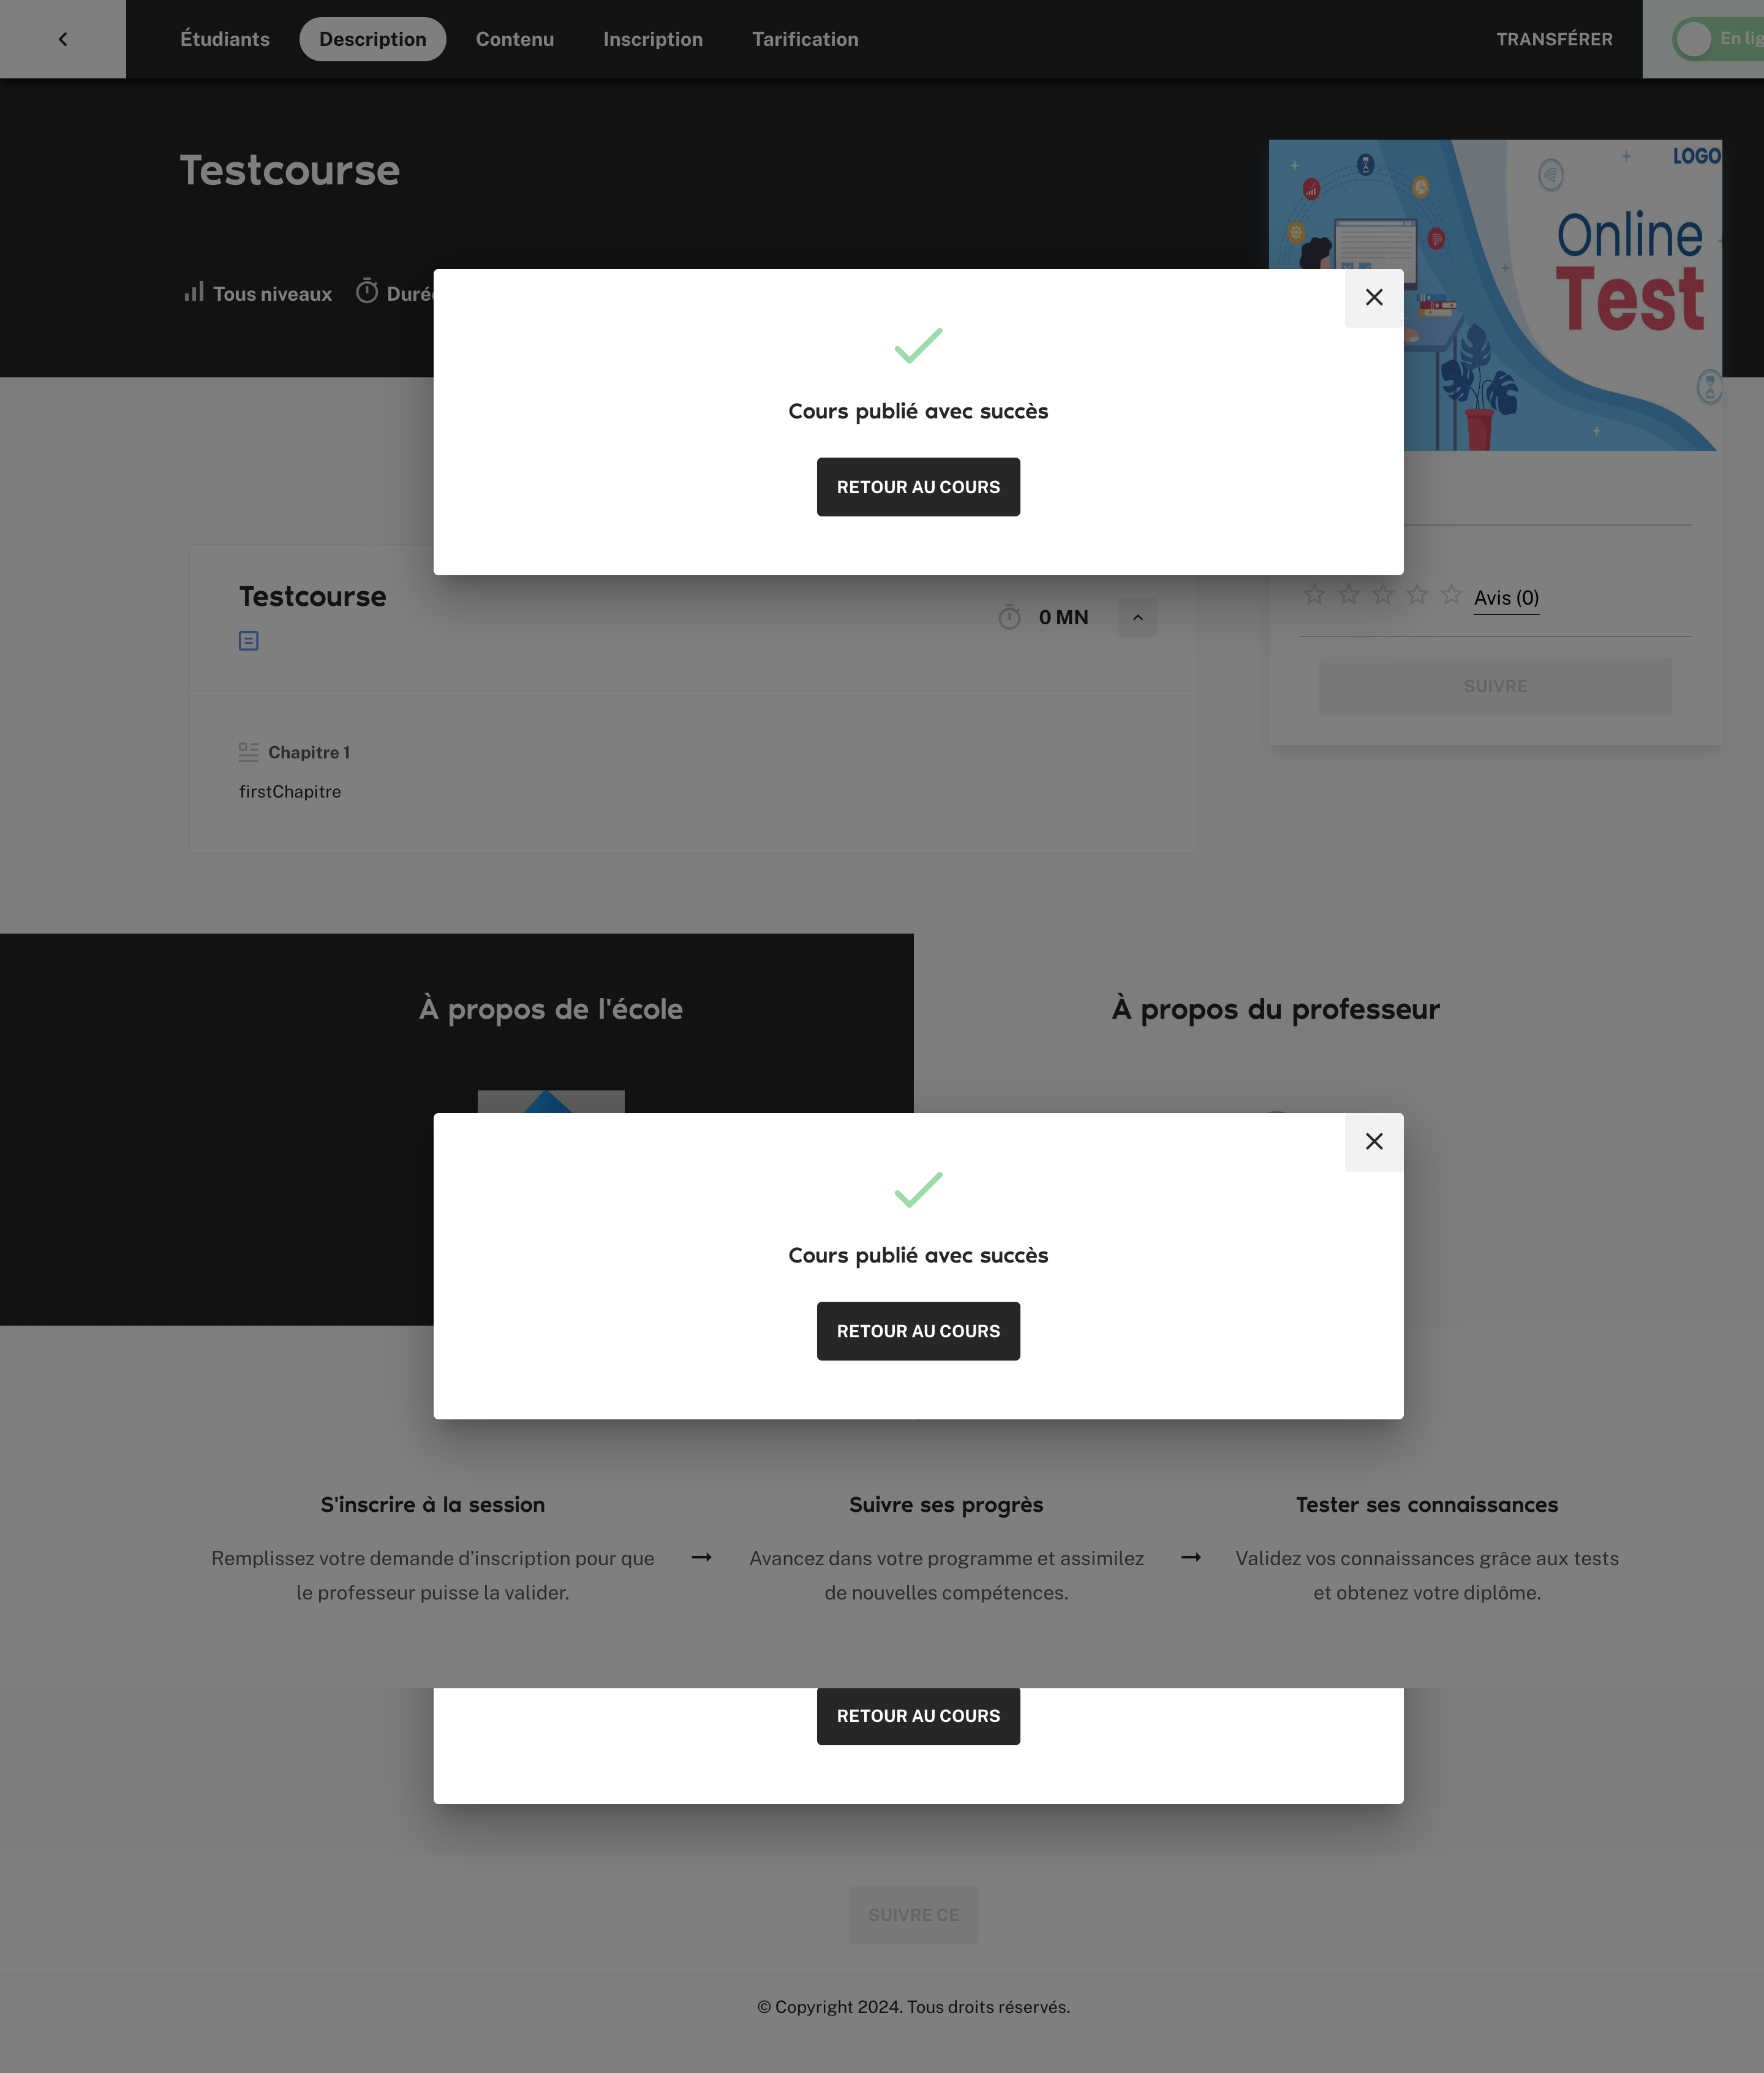 Étudiants
Description
Contenu
Inscription
Tarification
TRANSFÉRER
Testcourse
Tous niveaux
LOGO
Online
Test
Cours publié avec succès
RETOUR AU COURS
Testcourse
0 MN
Avis (0)
SUIVRE
Chapitre 1
firstChapitre
À propos de l'école
À propos du professeur
Cours publié avec succès
RETOUR AU COURS
S'inscrire à la session
Remplissez votre demande d’inscription pour que
le professeur puisse la valider.
Suivre ses progrès
Avancez dans votre programme et assimilez
de nouvelles compétences.
Tester ses connaissances
Validez vos connaissances grâce aux tests
et obtenez votre diplôme.
RETOUR AU COURS
SUIVRE CE
© Copyright 2024. Tous droits réservés.